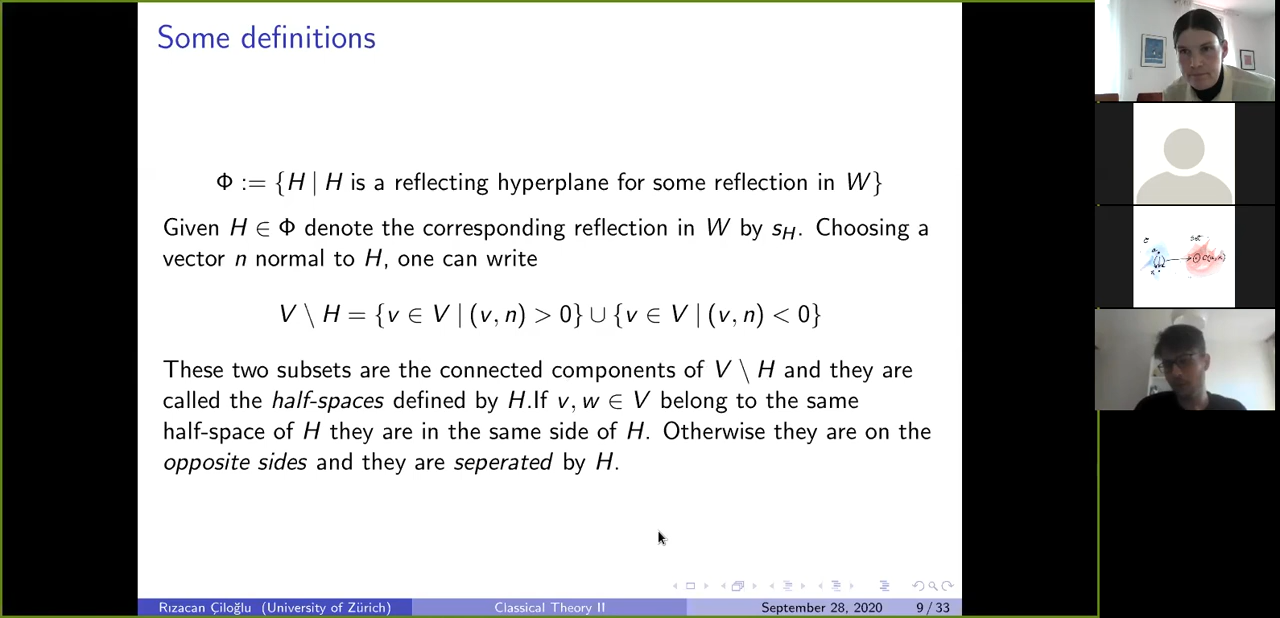 Some definitions
Φ := {H | H is a reflecting hyperplane for some reflection in W}
Given H ∈ Φ denote the corresponding reflection in W by s_H. Choosing a
vector n normal to H, one can write
V \ H = {v ∈ V | (v, n) > 0} ∪ {v ∈ V | (v, n) < 0}
These two subsets are the connected components of V \ H and they are
called the half-spaces defined by H.If v, w ∈ V belong to the same
half-space of H they are in the same side of H. Otherwise they are on the
opposite sides and they are seperated by H.
Rızacan Çiloğlu (University of Zürich) Classical Theory II September 28, 2020 9 / 33